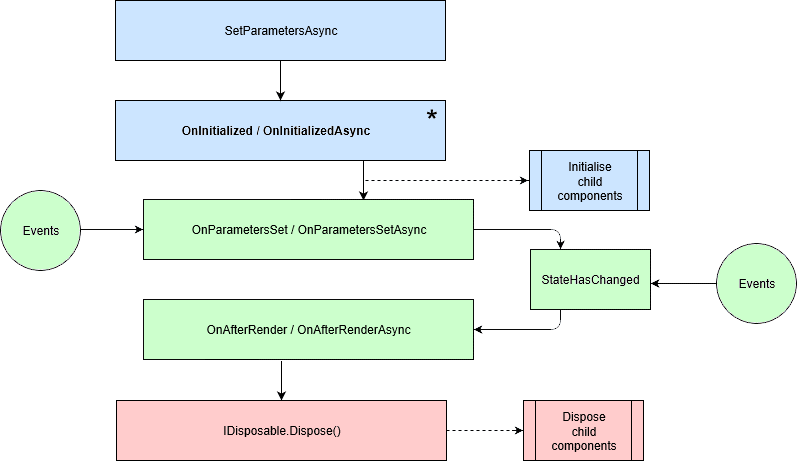 SetParametersAsync
OnInitialized / OnInitializedAsync
*
Initialise
child
components
Events
OnParametersSet / OnParametersSetAsync
StateHasChanged
Events
OnAfterRender / OnAfterRenderAsync
IDisposable.Dispose()
Dispose
child
components